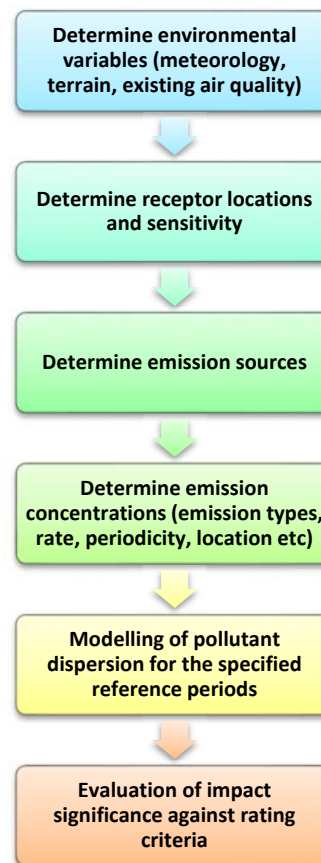 Determine environmental
variables (meteorology,
terrain, existing air quality)
Determine receptor locations
and sensitivity
Determine emission sources
Determine emission
concentrations (emission types,
rate, periodicity, location etc)
Modelling of pollutant
dispersion for the specified
reference periods
Evaluation of impact
significance against rating
criteria